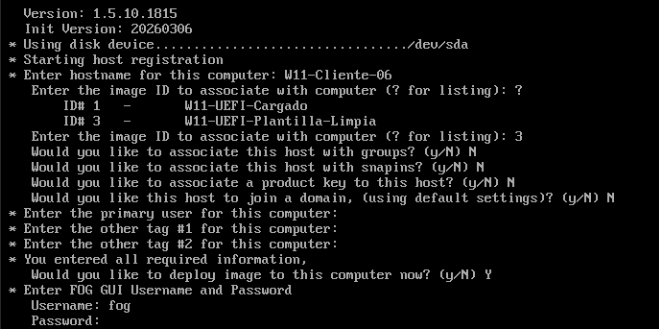 Version: 1.5.10.1815
Init Version: 20260306
* Using disk device................................./dev/sda
* Starting host registration
* Enter hostname for this computer: W11-Cliente-06
Enter the image ID to associate with computer (? for listing): ?
ID# 1   -       W11-UEFI-Cargado
ID# 3   -       W11-UEFI-Plantilla-Limpia
Enter the image ID to associate with computer (? for listing): 3
Would you like to associate this host with groups? (y/N) N
Would you like to associate this host with snapins? (y/N) N
Would you like to associate a product key to this host? (y/N) N
Would you like this host to join a domain, (using default settings)? (y/N) N
* Enter the primary user for this computer:
* Enter the other tag #1 for this computer:
* Enter the other tag #2 for this computer:
* You entered all required information,
Would you like to deploy image to this computer now? (y/N) Y
* Enter FOG GUI Username and Password
Username: fog
Password: